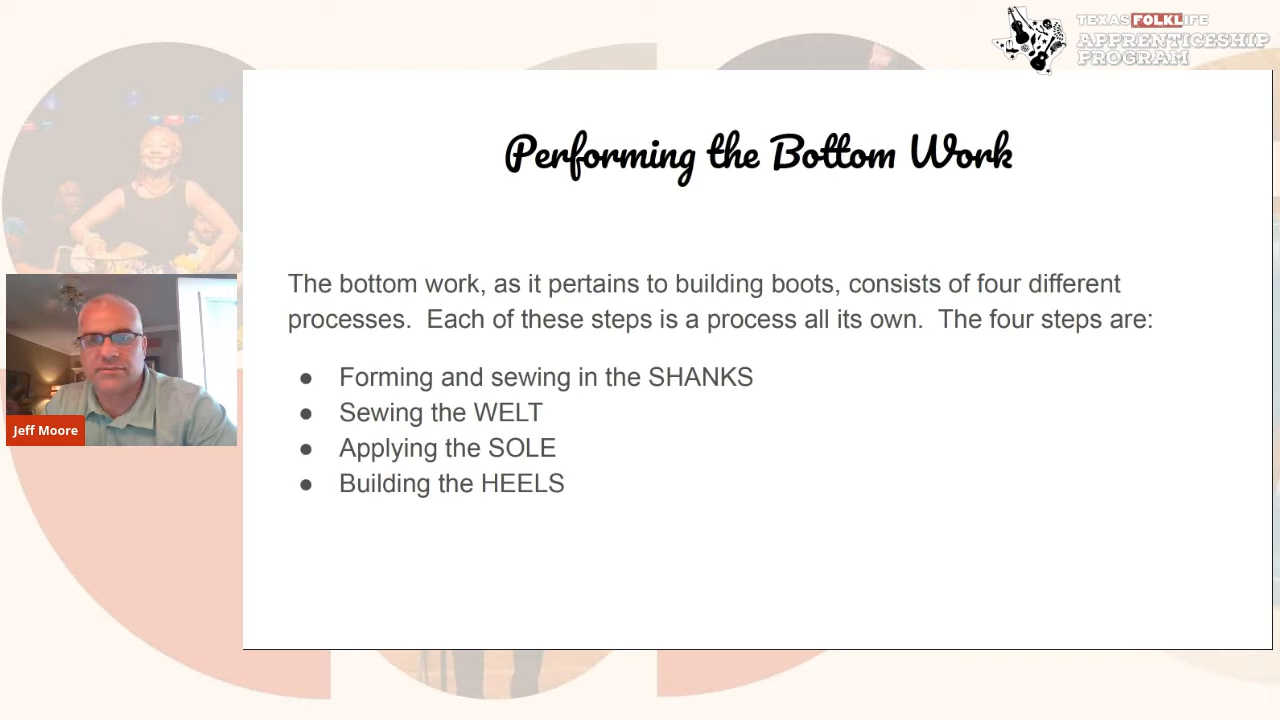 TEXAS FOLKLIFE
APPRENTICESHIP
PROGRAM
Performing the Bottom Work
The bottom work, as it pertains to building boots, consists of four different
processes.  Each of these steps is a process all its own.  The four steps are:
● Forming and sewing in the SHANKS
● Sewing the WELT
● Applying the SOLE
● Building the HEELS
Jeff Moore